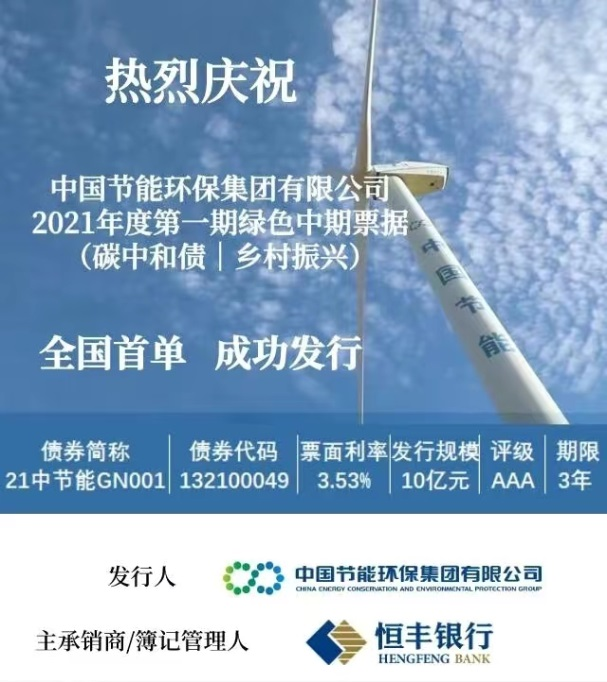 热烈庆祝
中国节能环保集团有限公司
2021年度第一期绿色中期票据
（碳中和债｜乡村振兴）
全国首单 成功发行
中国节能
债券简称 债券代码 票面利率 发行规模 评级 期限
21中节能GN001 132100049 3.53% 10亿元 AAA 3年
发行人 中国节能环保集团有限公司
CHINA ENERGY CONSERVATION AND ENVIRONMENTAL PROTECTION GROUP
主承销商/簿记管理人 恒丰银行
HENGFENG BANK